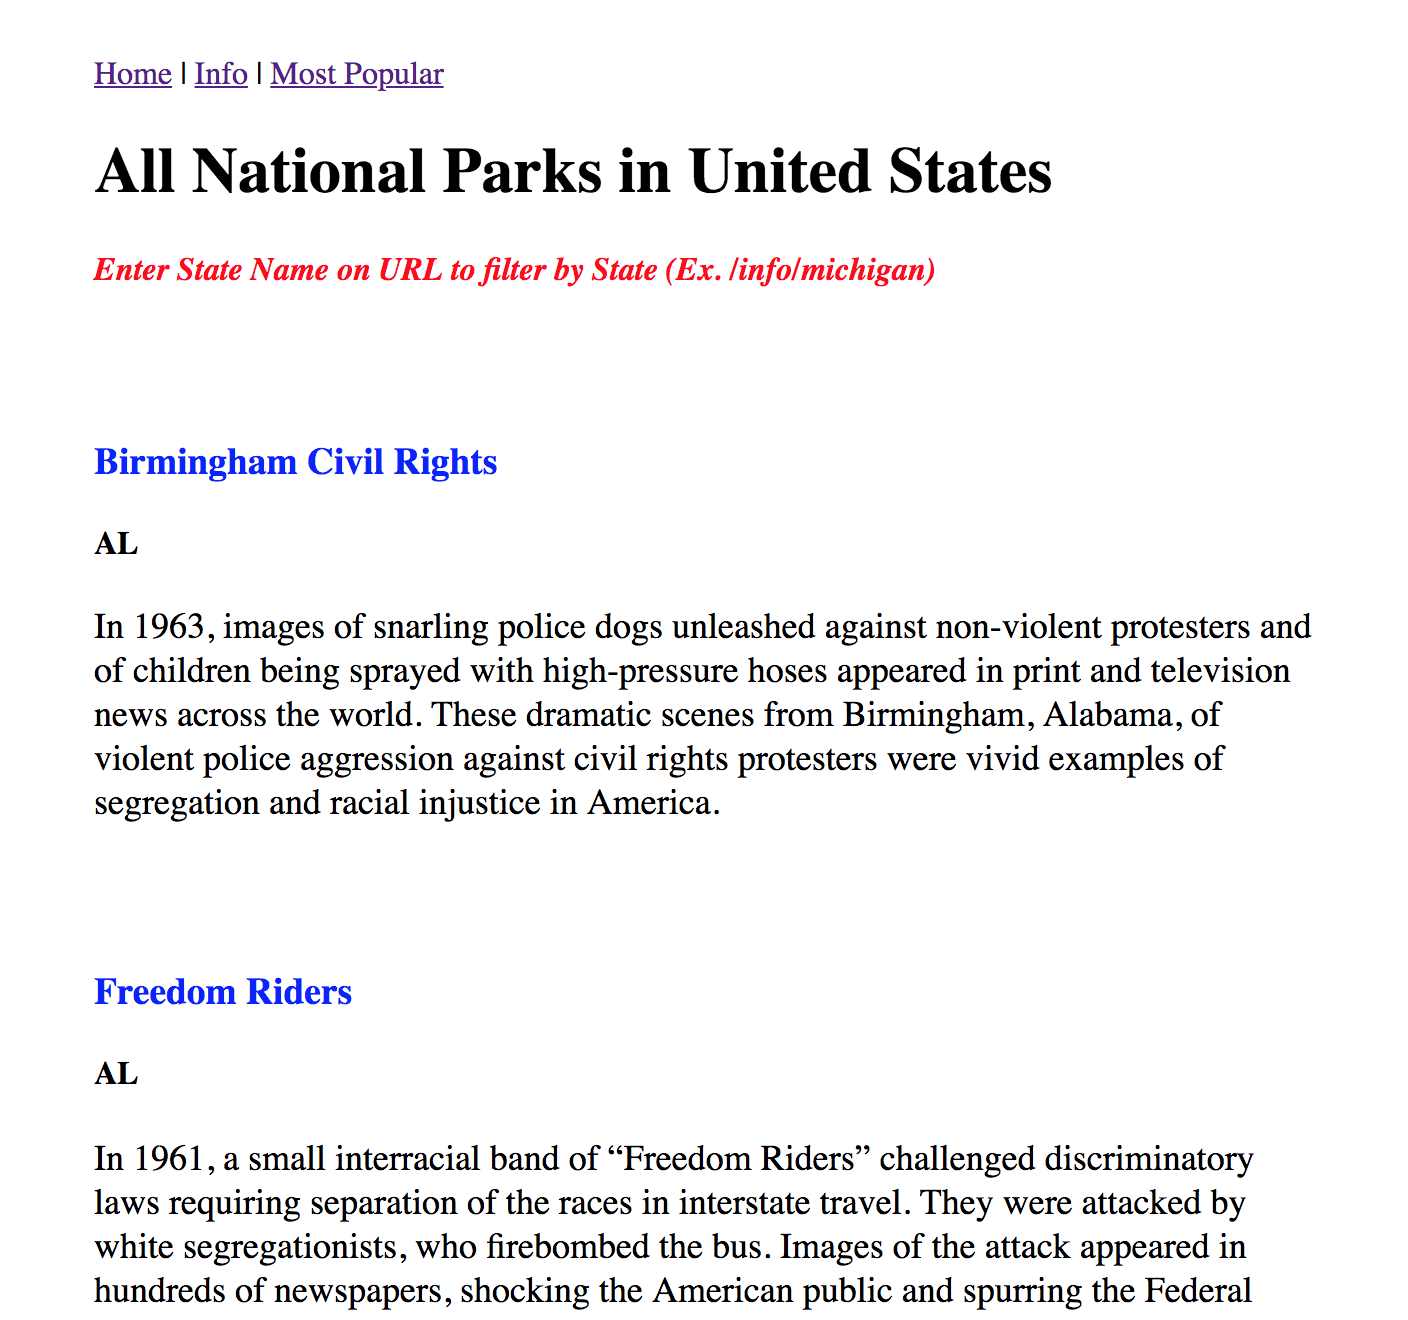 Home | Info | Most Popular
All National Parks in United States
Enter State Name on URL to filter by State (Ex. /info/michigan)
Birmingham Civil Rights
AL
In 1963, images of snarling police dogs unleashed against non-violent protesters and
of children being sprayed with high-pressure hoses appeared in print and television
news across the world. These dramatic scenes from Birmingham, Alabama, of
violent police aggression against civil rights protesters were vivid examples of
segregation and racial injustice in America.
Freedom Riders
AL
In 1961, a small interracial band of “Freedom Riders” challenged discriminatory
laws requiring separation of the races in interstate travel. They were attacked by
white segregationists, who firebombed the bus. Images of the attack appeared in
hundreds of newspapers, shocking the American public and spurring the Federal